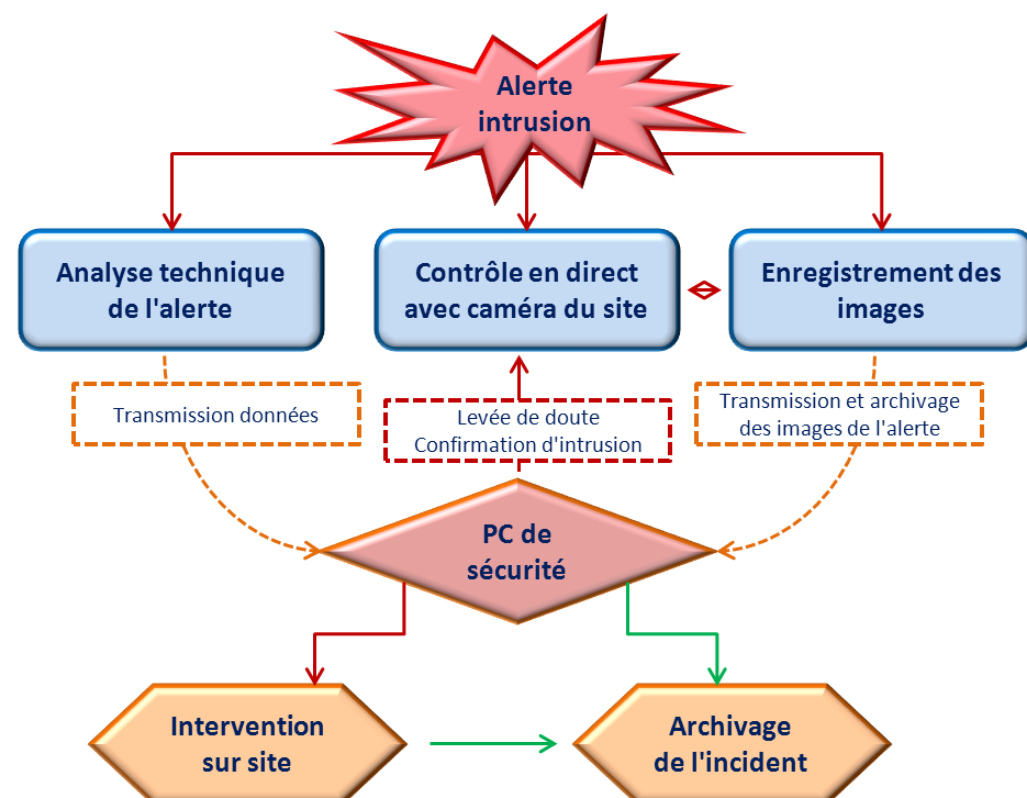 Alerte
intrusion
Analyse technique
de l'alerte
Contrôle en direct
avec caméra du site
Enregistrement des
images
Transmission données
Levée de doute
Confirmation d'intrusion
Transmission et archivage
des images de l'alerte
PC de
sécurité
Intervention
sur site
Archivage
de l'incident